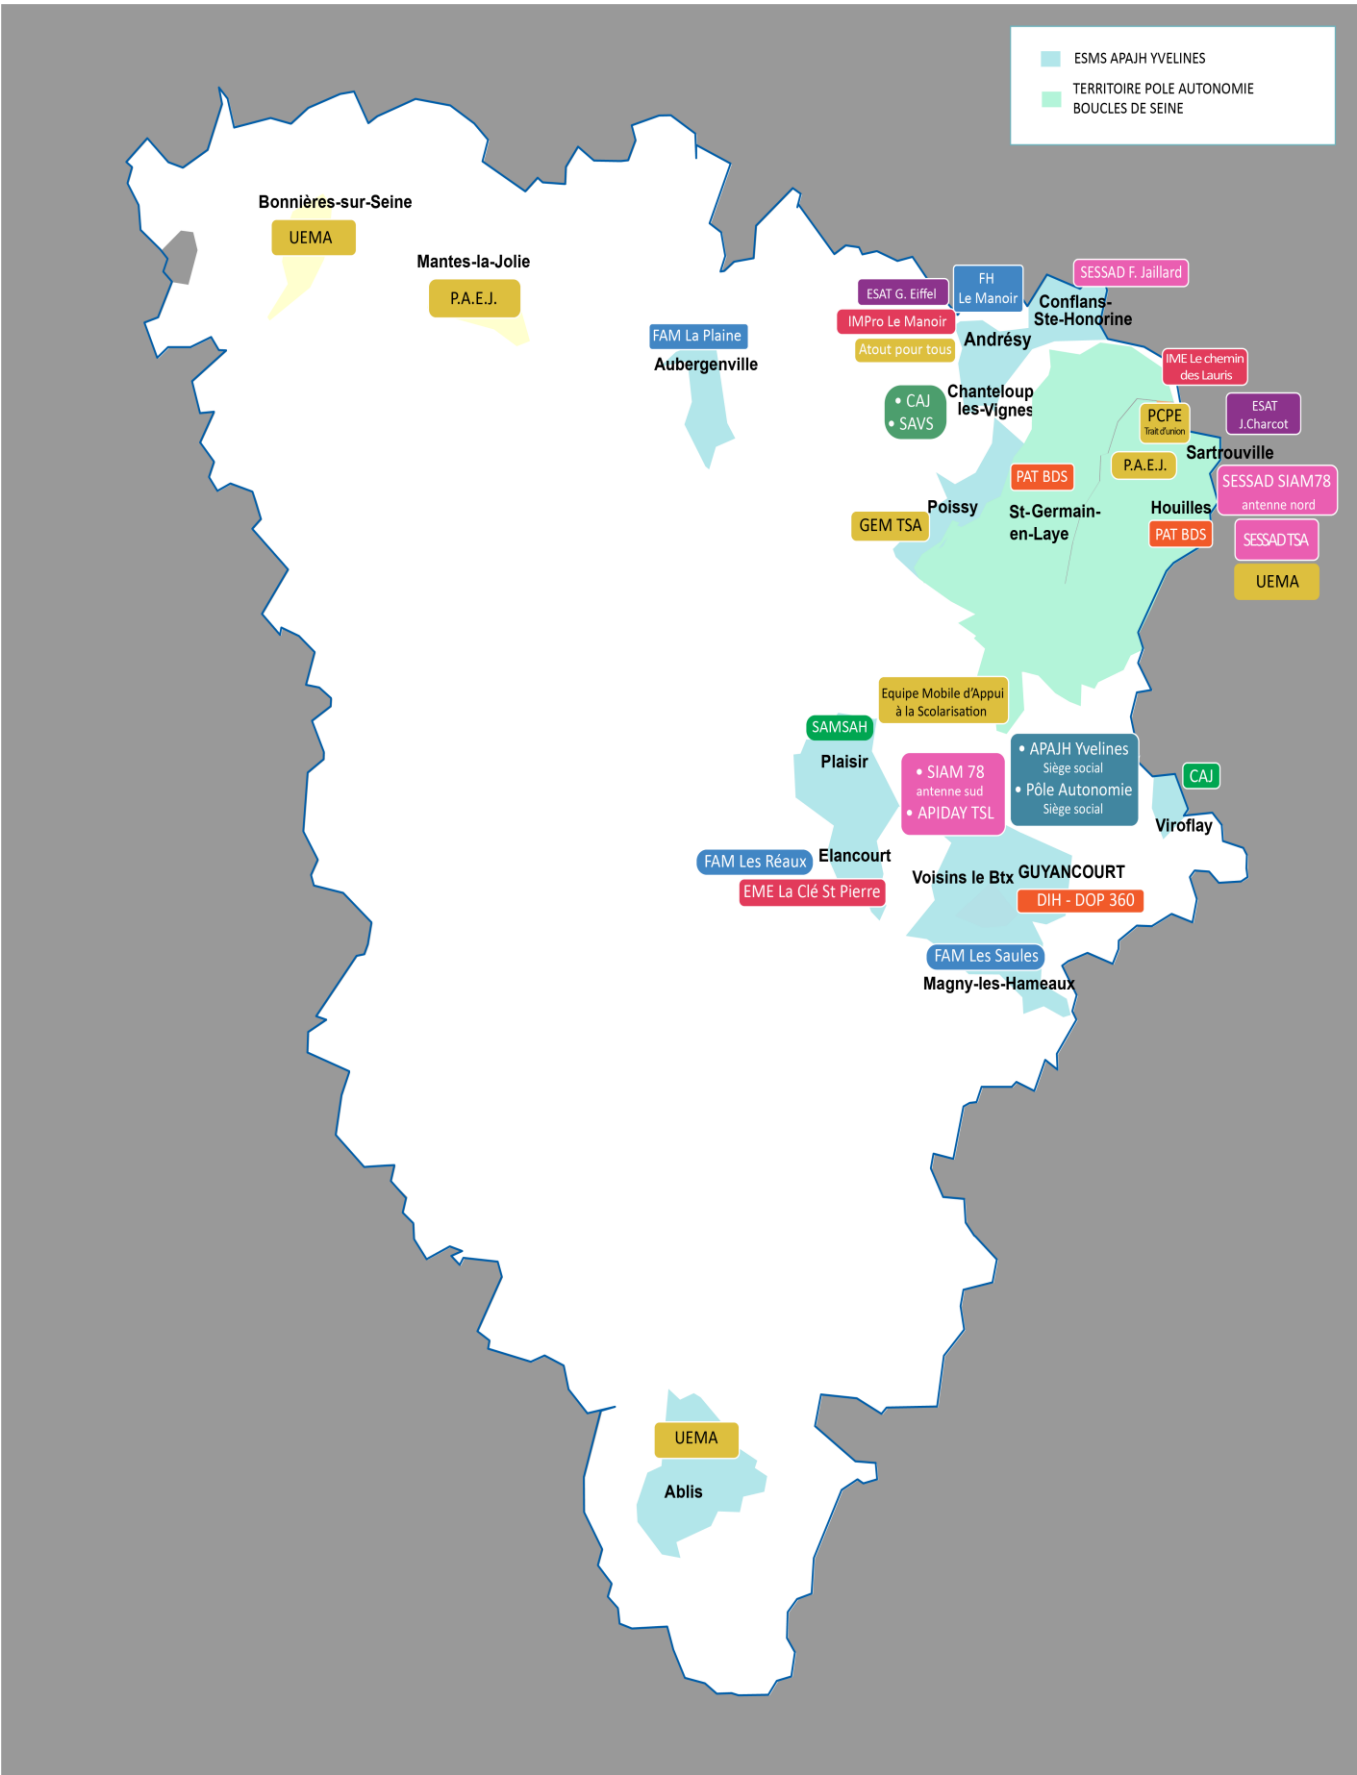 ESMS APAJH YVELINES
TERRITOIRE POLE AUTONOMIE
BOUCLES DE SEINE
Bonnières-sur-Seine
UEMA
Mantes-la-Jolie
P.A.E.J.
FAM La Plaine
Aubergenville
ESAT G. Eiffel
IMPro Le Manoir
Atout pour tous
FH
Le Manoir
Andrésy
SESSAD F. Jaillard
Conflans-
Ste-Honorine
• CAJ
• SAVS
Chanteloup
les-Vignes
IME Le chemin
des Lauris
ESAT
J.Charcot
PCPE
Trait d'union
P.A.E.J.
Sartrouville
SESSAD SIAM78
antenne nord
SESSAD TSA
UEMA
PAT BDS
St-Germain-
en-Laye
Houilles
PAT BDS
Poissy
GEM TSA
Equipe Mobile d'Appui
à la Scolarisation
SAMSAH
Plaisir
• SIAM 78
antenne sud
• APIDAY TSL
• APAJH Yvelines
Siège social
• Pôle Autonomie
Siège social
CAJ
Viroflay
FAM Les Réaux
Elancourt
EME La Clé St Pierre
Voisins le Btx
GUYANCOURT
DIH - DOP 360
FAM Les Saules
Magny-les-Hameaux
UEMA
Ablis